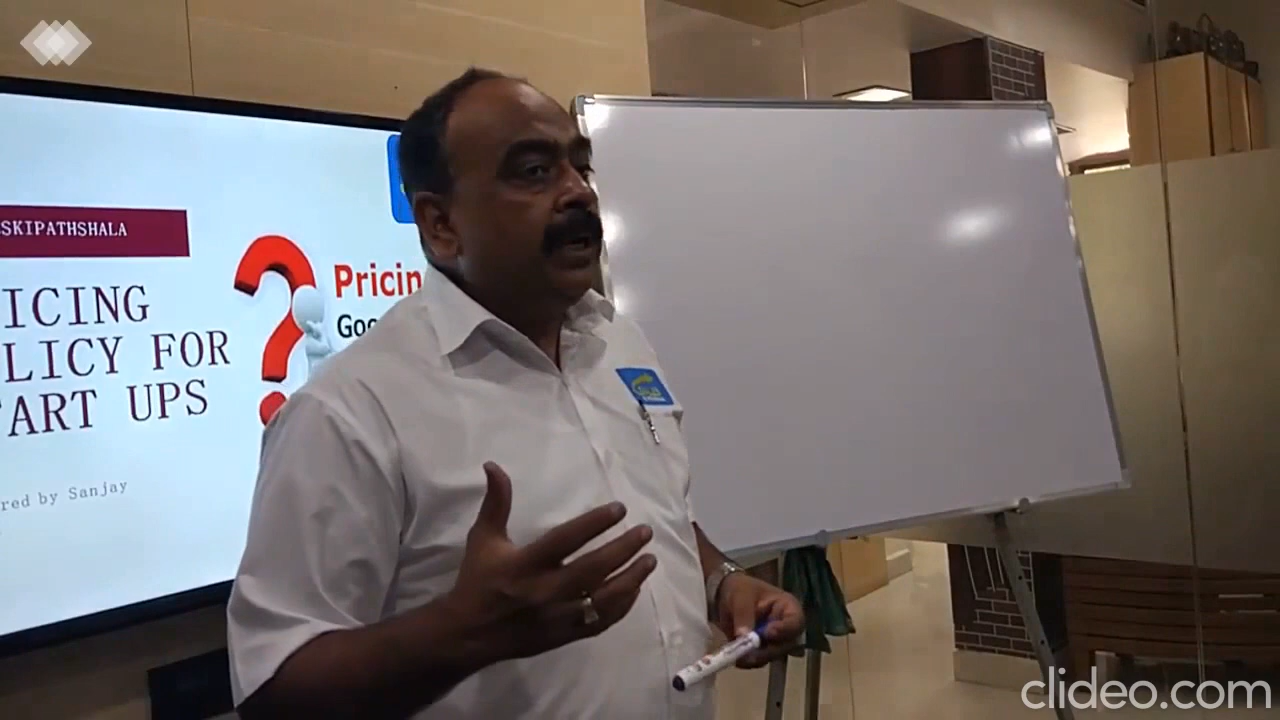 SKIPATHSHALA
ICING
LICY FOR
ART UPS
red by Sanjay
Pricin
Goo
clideo.com